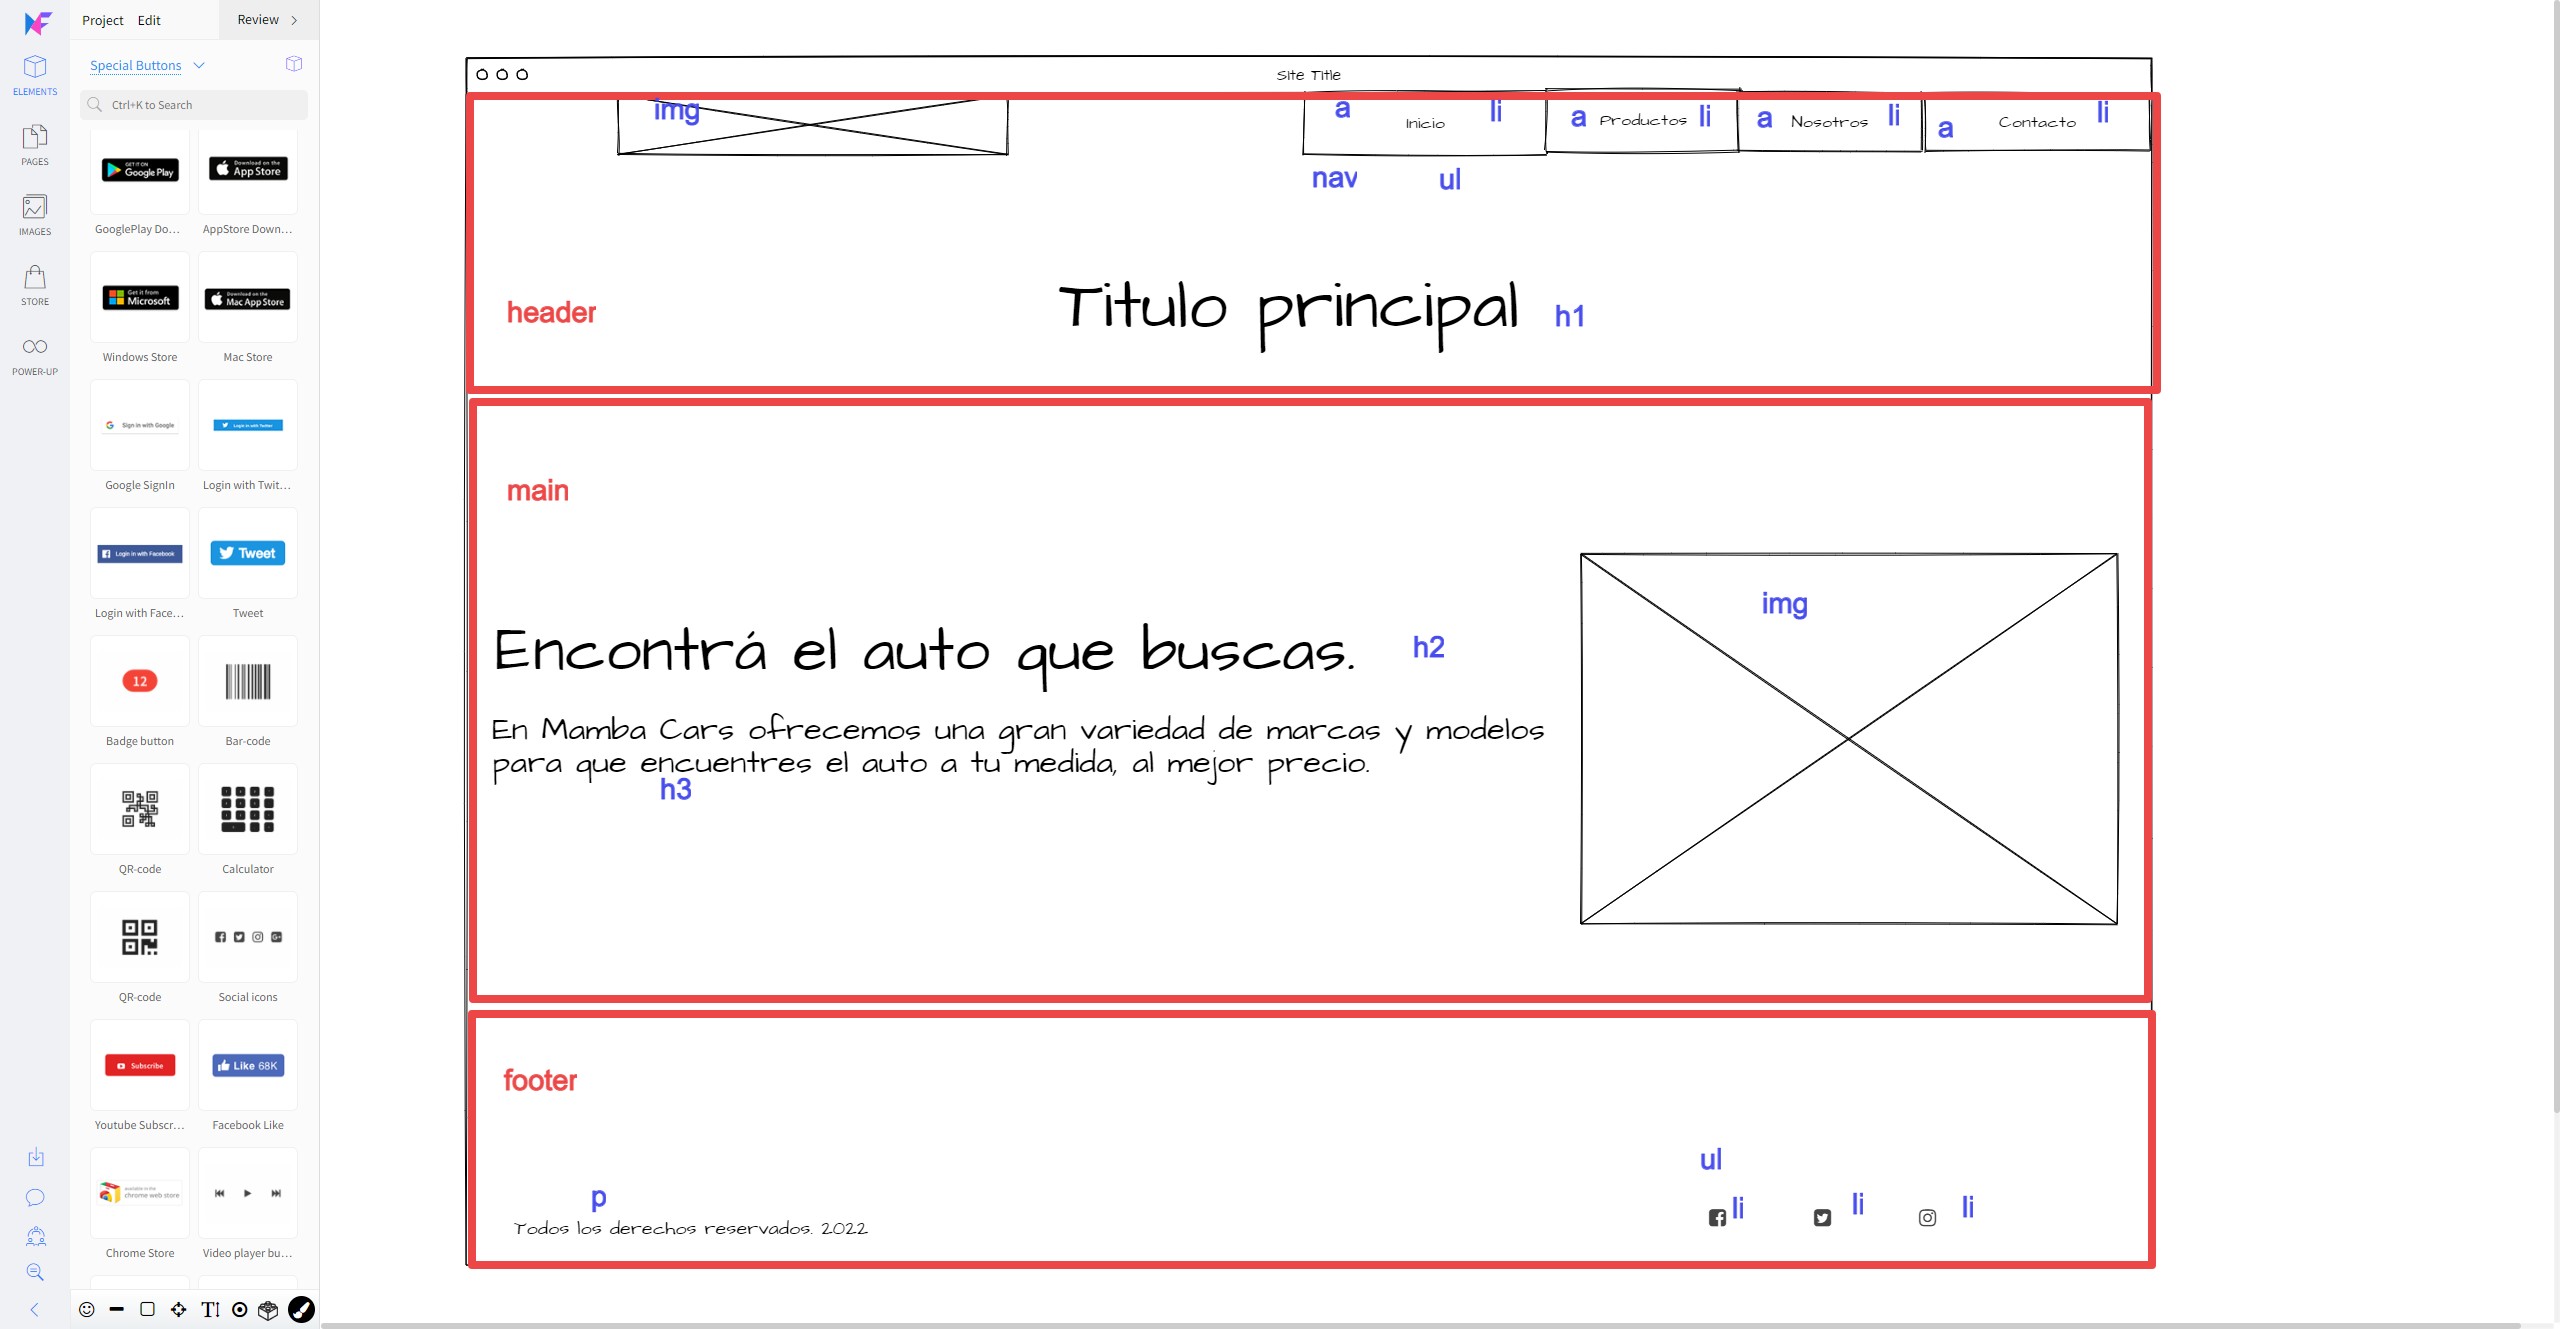 Project Edit Review
Special Buttons
ELEMENTS
Ctrl+K to Search
PAGES
IMAGES
STORE
POWER-UP
GET IT ON Google Play
Download on the App Store
GooglePlay Do...
AppStore Down...
Get it from Microsoft
Download on the Mac App Store
Windows Store
Mac Store
Sign in with Google
Login in with Twitter
Google SignIn
Login with Twit...
Login in with Facebook
Tweet
Login with Face...
Tweet
12
Badge button
Bar-code
QR-code
Calculator
QR-code
Social icons
Subscribe
Like 68K
Youtube Subscr...
Facebook Like
available in the chrome web store
Chrome Store
Video player bu...
Site Title
img
a Inicio li
a Productos li
a Nosotros li
a Contacto li
nav ul
header
Titulo principal h1
main
img
Encontrá el auto que buscas. h2
En Mamba Cars ofrecemos una gran variedad de marcas y modelos
para que encuentres el auto a tu medida, al mejor precio.
h3
footer
ul
p
li li li
Todos los derechos reservados. 2022